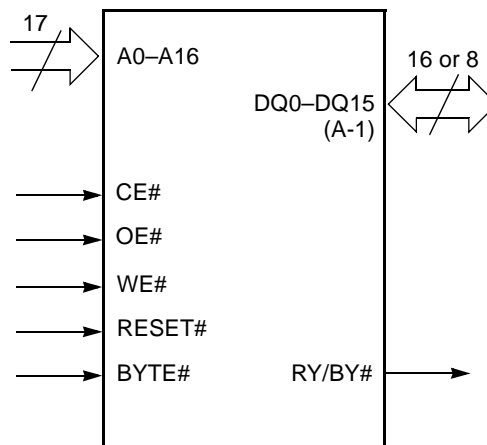 17
A0–A16
16 or 8
DQ0–DQ15
(A-1)
CE#
OE#
WE#
RESET#
BYTE#
RY/BY#